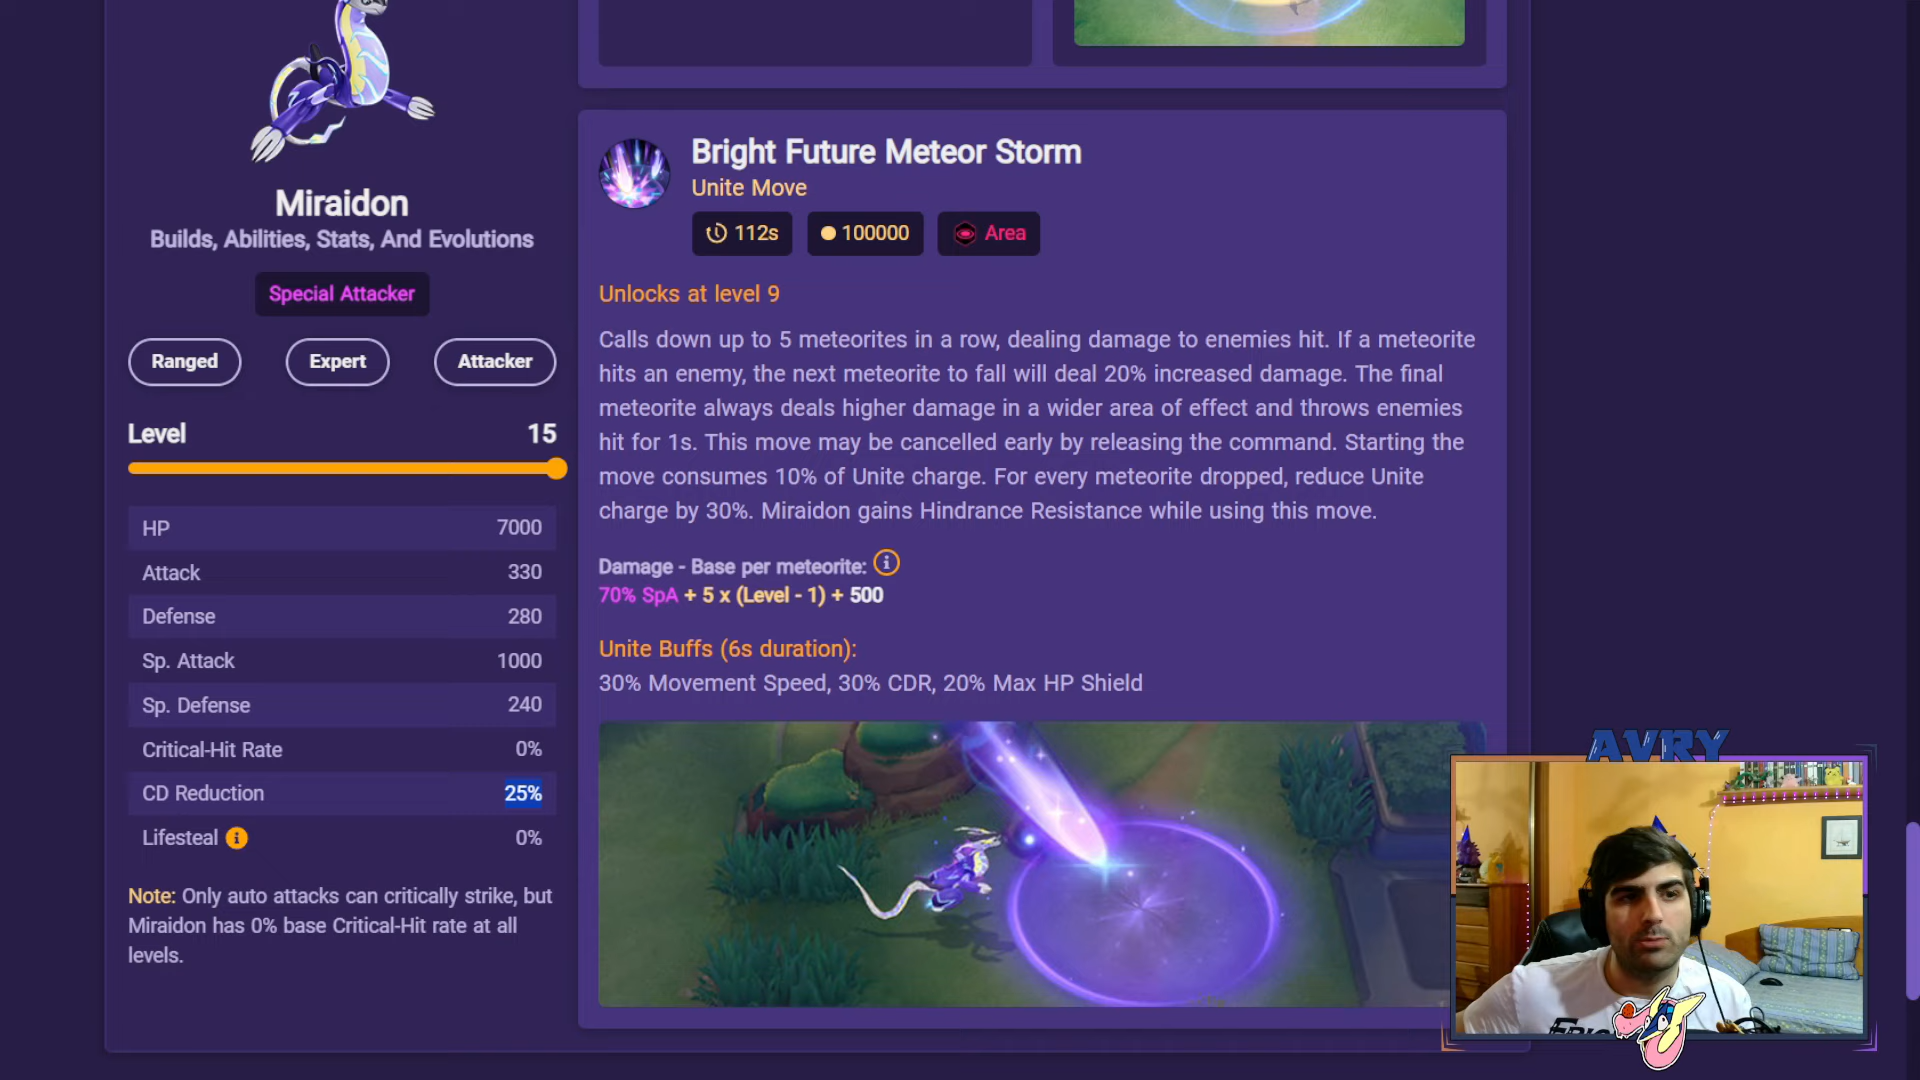 Miraidon
Builds, Abilities, Stats, And Evolutions
Special Attacker
Ranged
Expert
Attacker
Level
15
HP
7000
Attack
330
Defense
280
Sp. Attack
1000
Sp. Defense
240
Critical-Hit Rate
0%
CD Reduction
25%
Lifesteal
0%
Note: Only auto attacks can critically strike, but
Miraidon has 0% base Critical-Hit rate at all
levels.
Bright Future Meteor Storm
Unite Move
112s
100000
Area
Unlocks at level 9
Calls down up to 5 meteorites in a row, dealing damage to enemies hit. If a meteorite
hits an enemy, the next meteorite to fall will deal 20% increased damage. The final
meteorite always deals higher damage in a wider area of effect and throws enemies
hit for 1s. This move may be cancelled early by releasing the command. Starting the
move consumes 10% of Unite charge. For every meteorite dropped, reduce Unite
charge by 30%. Miraidon gains Hindrance Resistance while using this move.
Damage - Base per meteorite:
70% SpA + 5 x (Level - 1) + 500
Unite Buffs (6s duration):
30% Movement Speed, 30% CDR, 20% Max HP Shield
AVRY